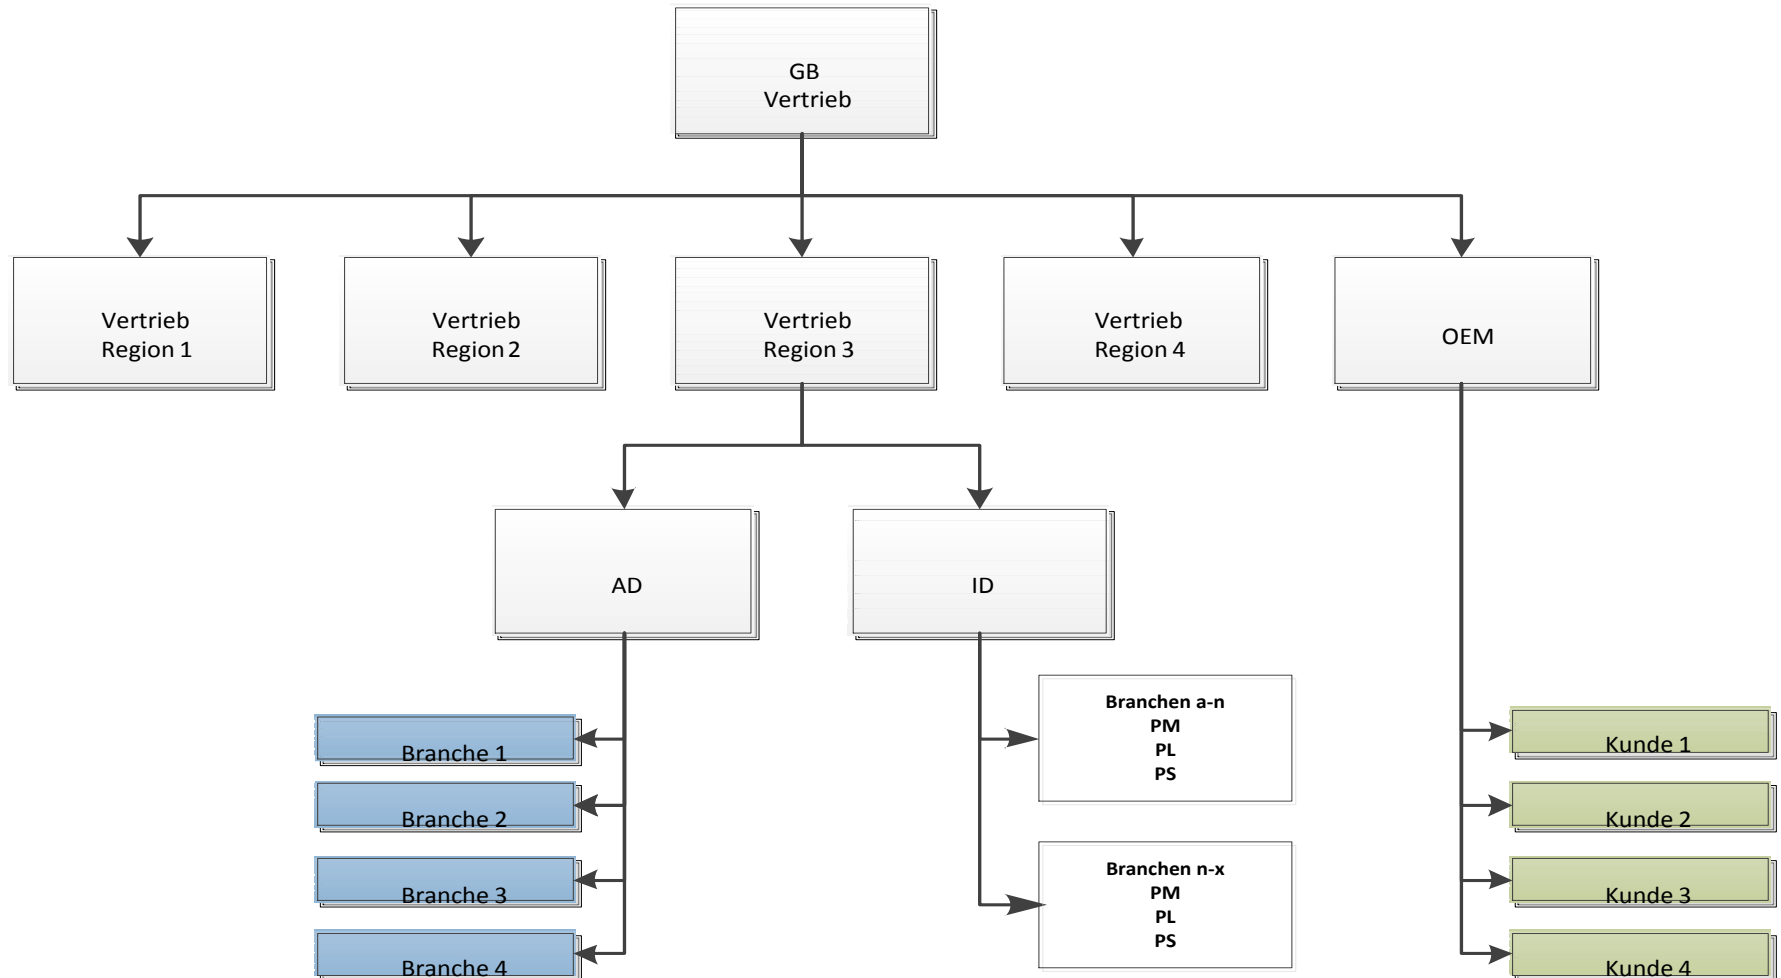 GB
Vertrieb
Vertrieb
Region 1
Vertrieb
Region 2
Vertrieb
Region 3
Vertrieb
Region 4
OEM
AD
ID
Branche 1
Branche 2
Branche 3
Branche 4
Branchen a-n
PM
PL
PS
Branchen n-x
PM
PL
PS
Kunde 1
Kunde 2
Kunde 3
Kunde 4